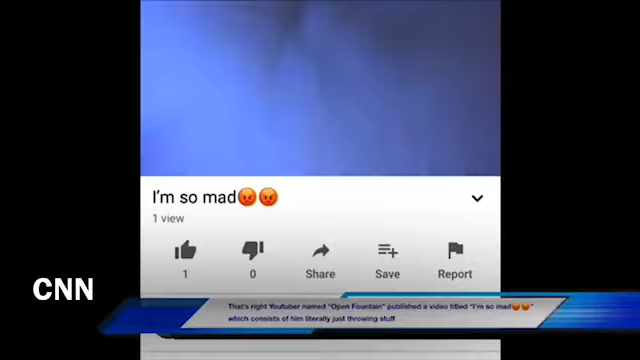 I'm so mad😡😡
1 view
1
0
Share
Save
Report
CNN
That's right Youtuber named "Open Fountain" published a video titled "I'm so mad😡😡"
which consists of him literally just throwing stuff